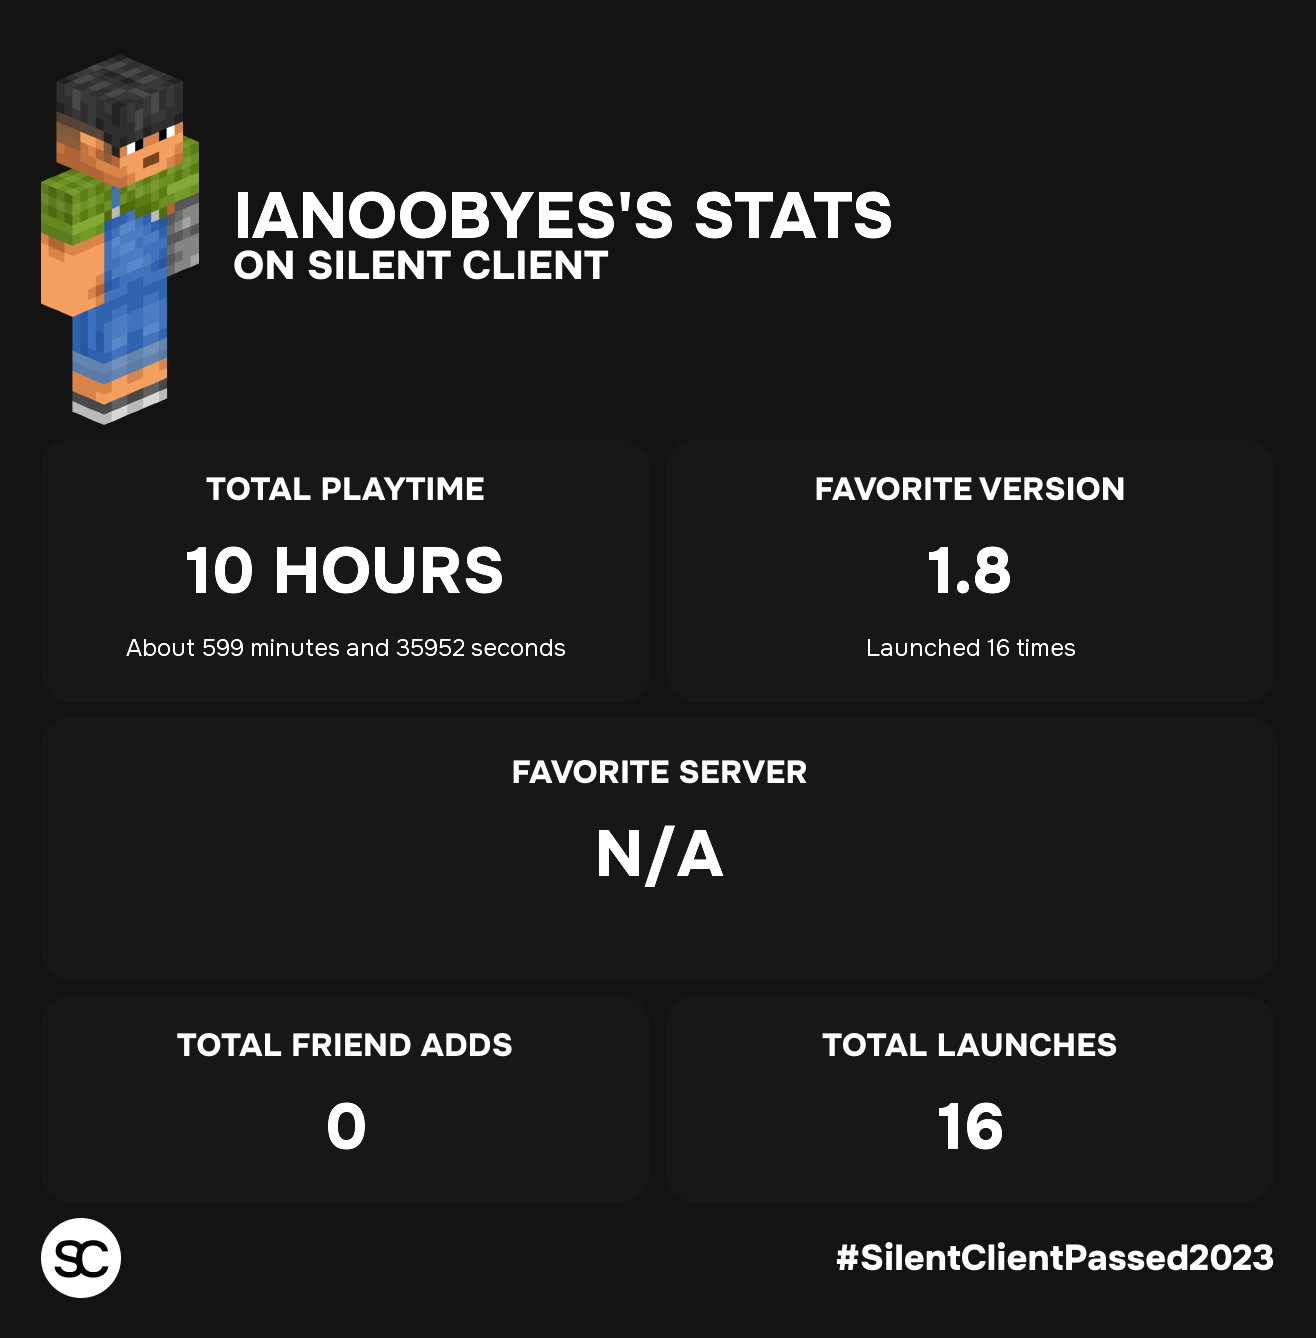 IANOOBYES'S STATS
ON SILENT CLIENT
TOTAL PLAYTIME
10 HOURS
About 599 minutes and 35952 seconds
FAVORITE VERSION
1.8
Launched 16 times
FAVORITE SERVER
N/A
TOTAL FRIEND ADDS
0
TOTAL LAUNCHES
16
SC
#SilentClientPassed2023